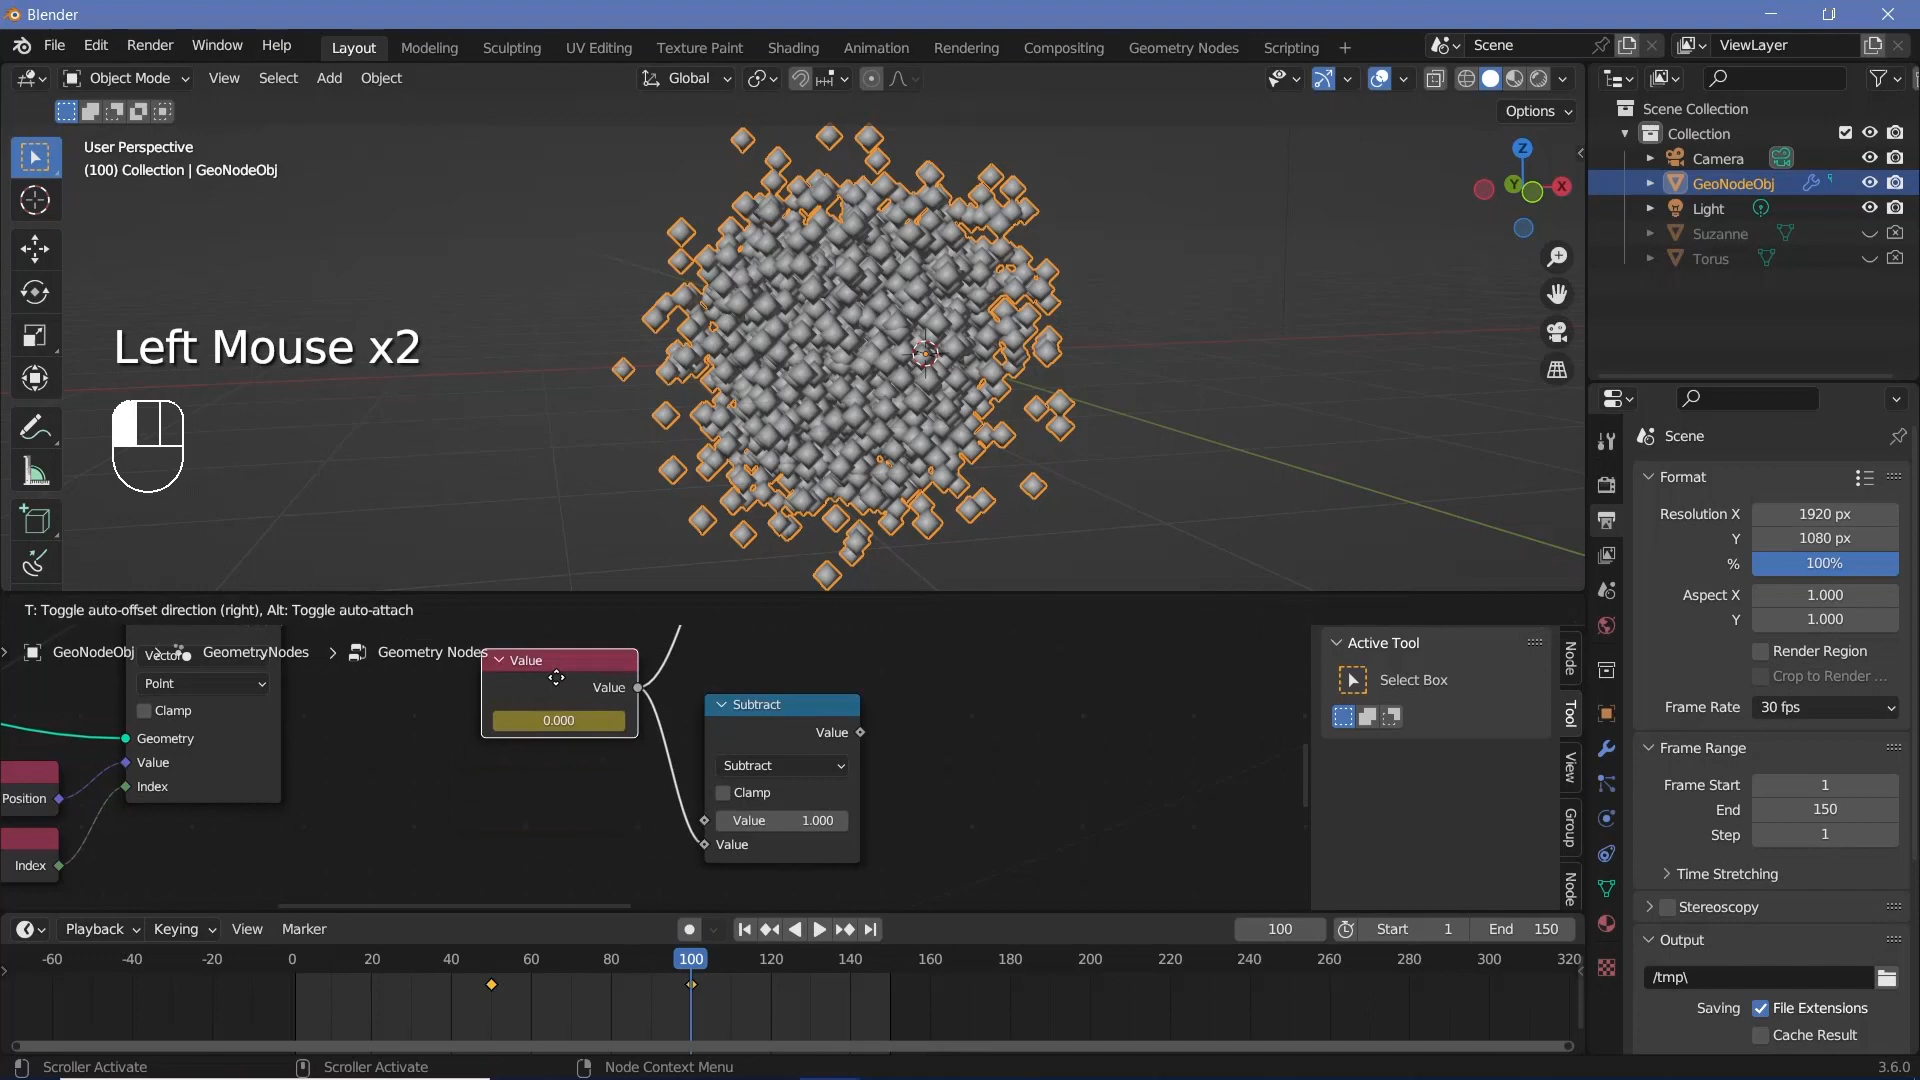 Blender
File Edit Render Window Help Layout Modeling Sculpting UV Editing Texture Paint Shading Animation Rendering Compositing Geometry Nodes Scripting + Scene ViewLayer
Object Mode View Select Add Object Global
Options
User Perspective
(100) Collection | GeoNodeObj
Z
Y
X
Left Mouse x2
Scene Collection
Collection
Camera
GeoNodeObj
Light
Suzanne
Torus
Scene
Format
Resolution X 1920 px
Y 1080 px
% 100%
Aspect X 1.000
Y 1.000
Render Region
Crop to Render ...
Frame Rate 30 fps
Frame Range
Frame Start 1
End 150
Step 1
Time Stretching
Stereoscopy
Output
/tmp\
Saving File Extensions
Cache Result
T: Toggle auto-offset direction (right), Alt: Toggle auto-attach
GeoNodeObj GeometryNodes Geometry Nodes
Vector
Point
Clamp
Geometry
Value
Index
Position
Index
Value
Value
0.000
Subtract
Value
Subtract
Clamp
Value 1.000
Value
Active Tool
Select Box
Node
Tool
View
Group
Node
Playback Keying View Marker 100 Start 1 End 150
-60 -40 -20 0 20 40 60 80 100 120 140 160 180 200 220 240 260 280 300 320
Scroller Activate Scroller Activate Node Context Menu 3.6.0